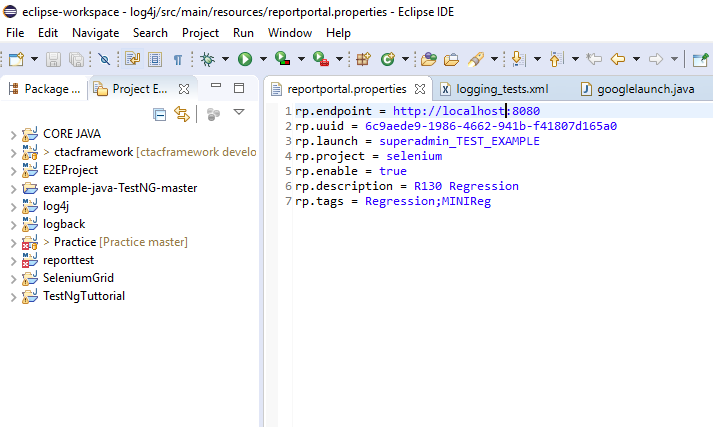 eclipse-workspace - log4j/src/main/resources/reportportal.properties - Eclipse IDE
File Edit Navigate Search Project Run Window Help
Package ... Project E...
reportportal.properties logging_tests.xml googlelaunch.java
CORE JAVA
> ctacframework [ctacframework develo
E2EProject
example-java-TestNG-master
log4j
logback
> Practice [Practice master]
reporttest
SeleniumGrid
TestNgTuttorial
1 rp.endpoint = http://localhost:8080
2 rp.uuid = 6c9aede9-1986-4662-941b-f41807d165a0
3 rp.launch = superadmin_TEST_EXAMPLE
4 rp.project = selenium
5 rp.enable = true
6 rp.description = R130 Regression
7 rp.tags = Regression;MINIReg